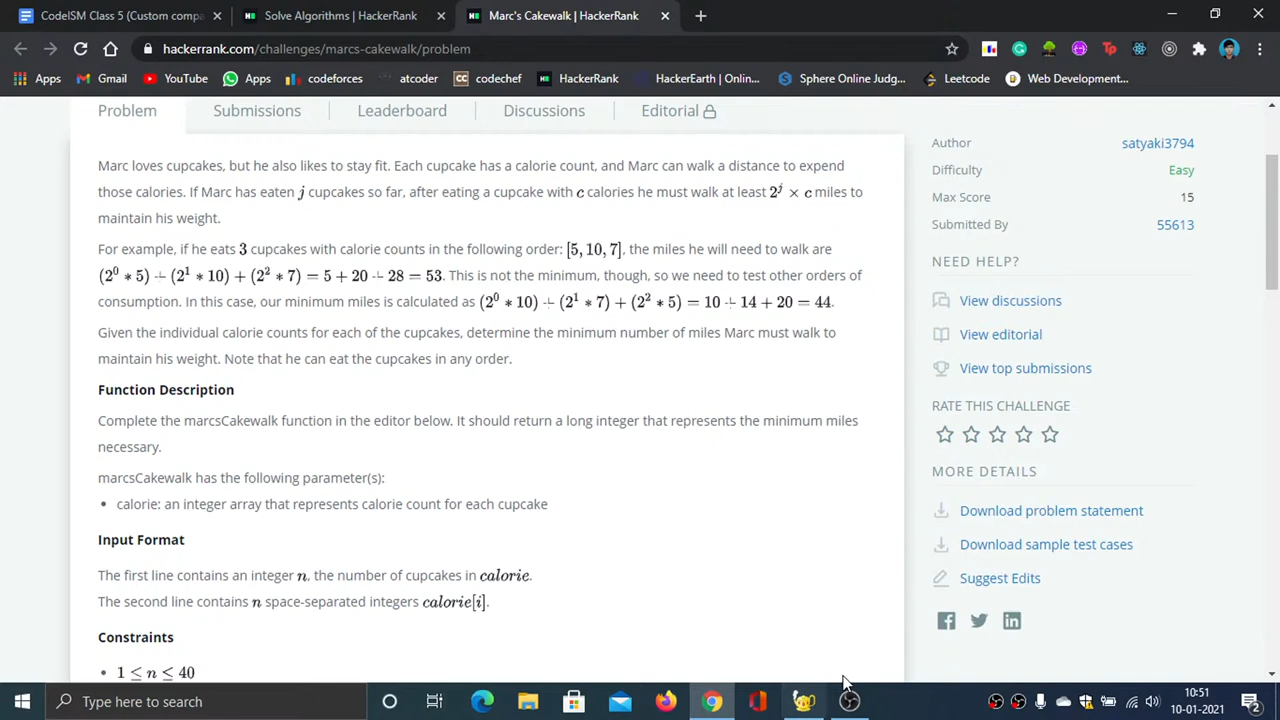 CodeISM Class 5 (Custom compa
Solve Algorithms | HackerRank
Marc's Cakewalk | HackerRank
hackerrank.com/challenges/marcs-cakewalk/problem
Apps
Gmail
YouTube
Apps
codeforces
atcoder
codechef
HackerRank
HackerEarth | Onlin...
Sphere Online Judg...
Leetcode
Web Development...
Problem
Submissions
Leaderboard
Discussions
Editorial
Marc loves cupcakes, but he also likes to stay fit. Each cupcake has a calorie count, and Marc can walk a distance to expend
those calories. If Marc has eaten j cupcakes so far, after eating a cupcake with c calories he must walk at least 2^j × c miles to
maintain his weight.
For example, if he eats 3 cupcakes with calorie counts in the following order: [5, 10, 7], the miles he will need to walk are
(2^0 * 5) + (2^1 * 10) + (2^2 * 7) = 5 + 20 + 28 = 53. This is not the minimum, though, so we need to test other orders of
consumption. In this case, our minimum miles is calculated as (2^0 * 10) + (2^1 * 7) + (2^2 * 5) = 10 + 14 + 20 = 44.
Given the individual calorie counts for each of the cupcakes, determine the minimum number of miles Marc must walk to
maintain his weight. Note that he can eat the cupcakes in any order.
Function Description
Complete the marcsCakewalk function in the editor below. It should return a long integer that represents the minimum miles
necessary.
marcsCakewalk has the following parameter(s):
• calorie: an integer array that represents calorie count for each cupcake
Input Format
The first line contains an integer n, the number of cupcakes in calorie.
The second line contains n space-separated integers calorie[i].
Constraints
• 1 ≤ n ≤ 40
Author
satyaki3794
Difficulty
Easy
Max Score
15
Submitted By
55613
NEED HELP?
View discussions
View editorial
View top submissions
RATE THIS CHALLENGE
MORE DETAILS
Download problem statement
Download sample test cases
Suggest Edits
Type here to search
10:51
10-01-2021
2